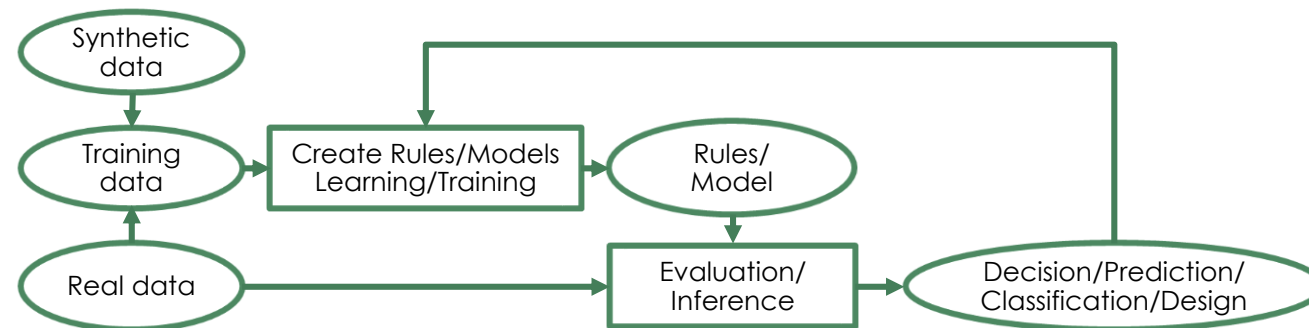 Synthetic
data
Training
data
Create Rules/Models
Learning/Training
Rules/
Model
Real data
Evaluation/
Inference
Decision/Prediction/
Classification/Design